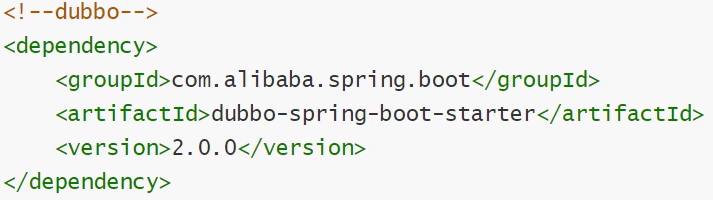 <!--dubbo-->
<dependency>
    <groupId>com.alibaba.spring.boot</groupId>
    <artifactId>dubbo-spring-boot-starter</artifactId>
    <version>2.0.0</version>
</dependency>